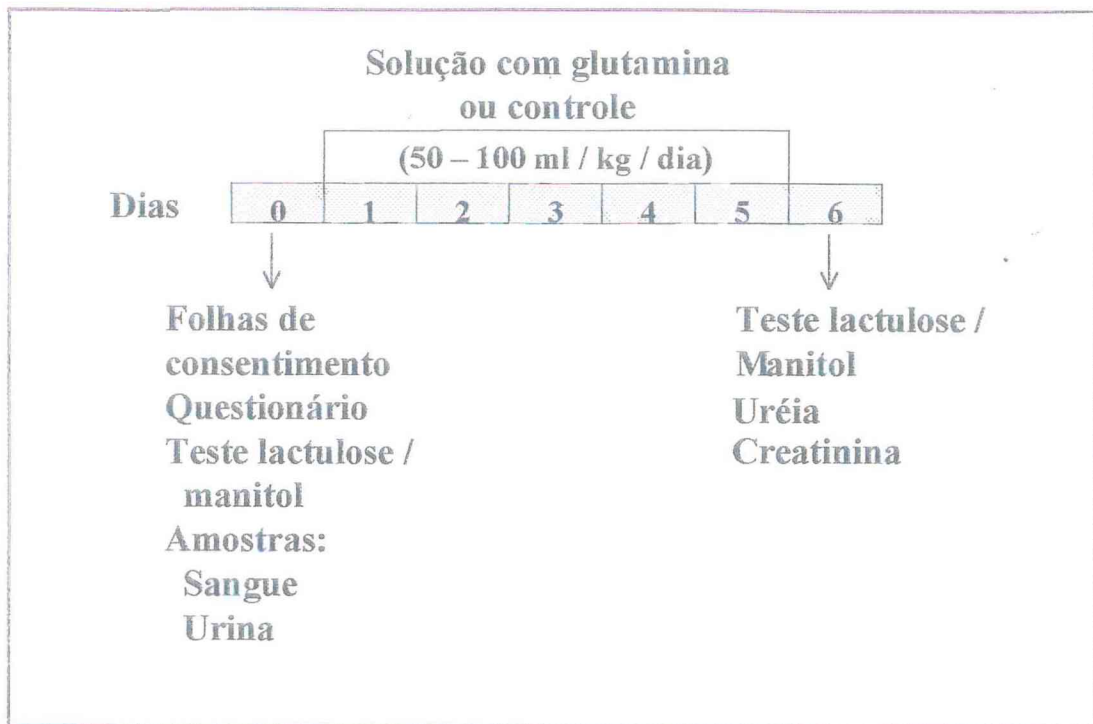 Solução com glutamina
ou controle
(50 – 100 ml / kg / dia)
Dias 0 1 2 3 4 5 6
Folhas de
consentimento
Questionário
Teste lactulose /
manitol
Amostras:
Sangue
Urina
Teste lactulose /
Manitol
Uréia
Creatinina